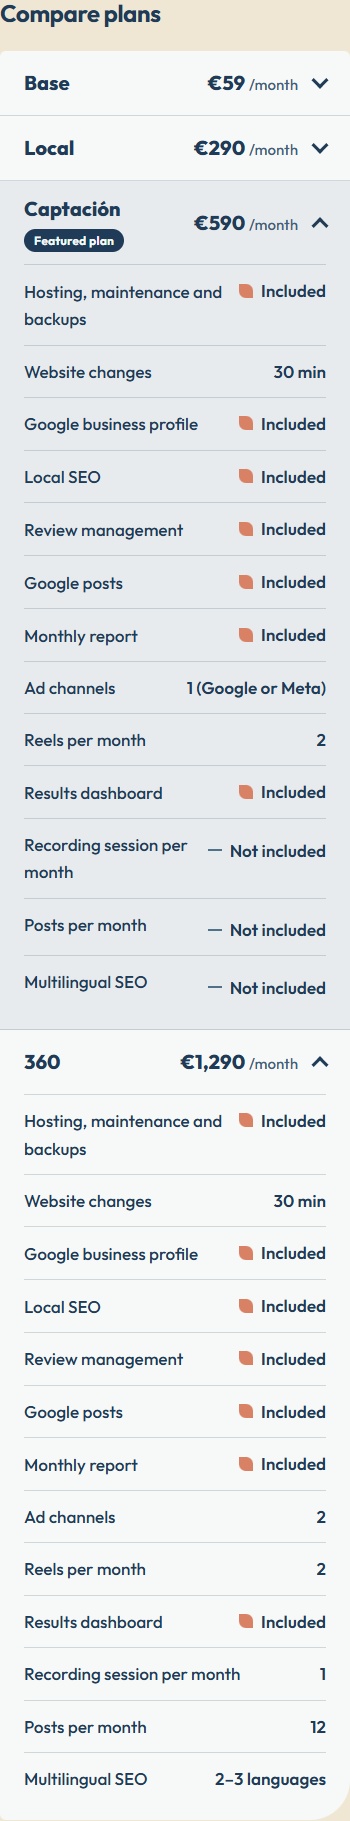 Compare plans
Base €59 /month
Local €290 /month
Captación
Featured plan
€590 /month
Hosting, maintenance and
backups
Included
Website changes 30 min
Google business profile Included
Local SEO Included
Review management Included
Google posts Included
Monthly report Included
Ad channels 1 (Google or Meta)
Reels per month 2
Results dashboard Included
Recording session per
month
— Not included
Posts per month — Not included
Multilingual SEO — Not included
360 €1,290 /month
Hosting, maintenance and
backups
Included
Website changes 30 min
Google business profile Included
Local SEO Included
Review management Included
Google posts Included
Monthly report Included
Ad channels 2
Reels per month 2
Results dashboard Included
Recording session per month 1
Posts per month 12
Multilingual SEO 2–3 languages